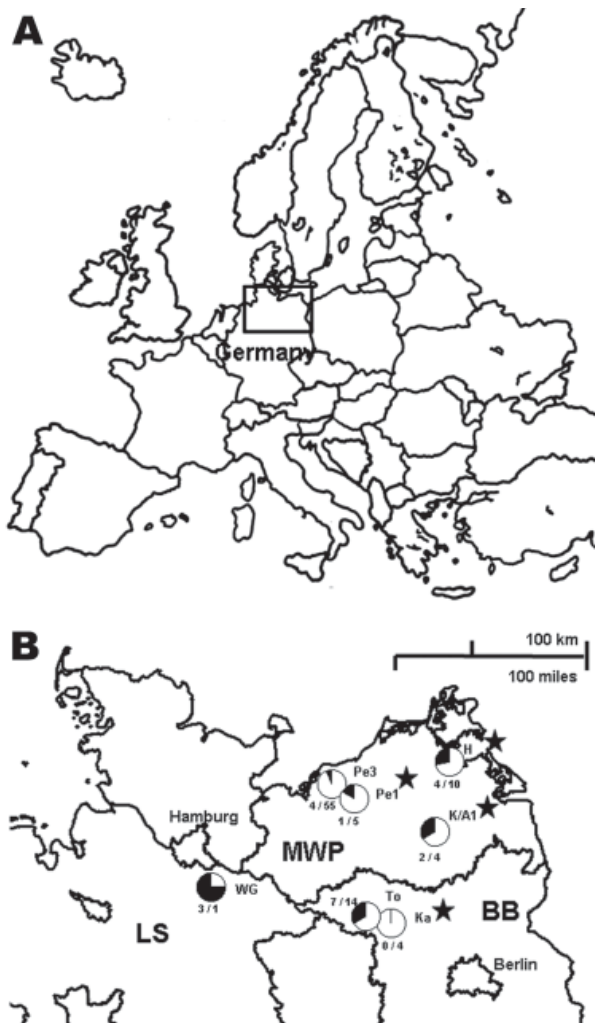 A
Germany
B
100 km
100 miles
H
4 / 10
Pe3
4 / 55
Pe1
1 / 5
K/A1
2 / 4
Hamburg
MWP
WG
3 / 1
To
7 / 14
Ka
0 / 4
BB
LS
Berlin